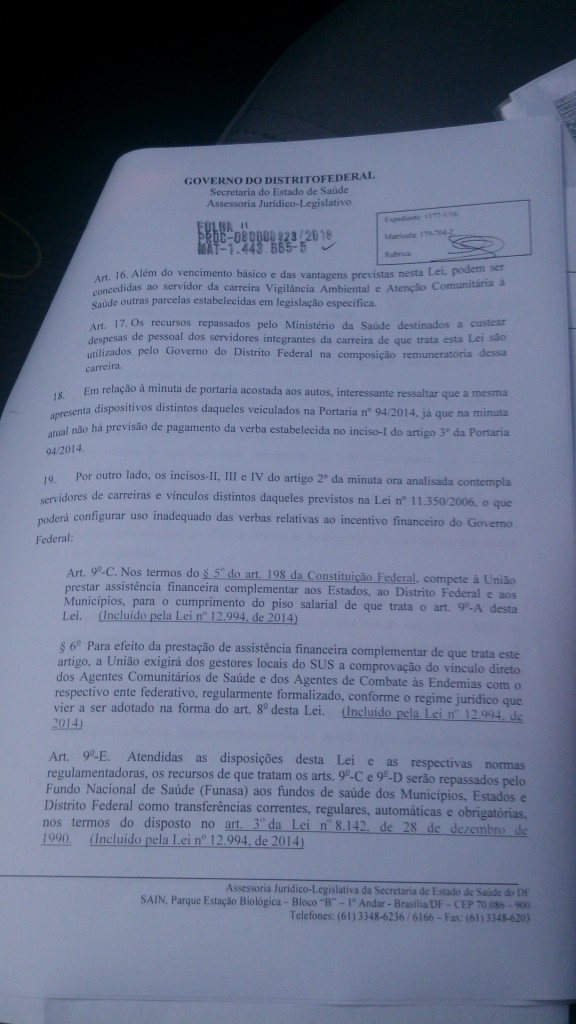 GOVERNO DO DISTRITOFEDERAL
Secretaria do Estado de Saúde
Assessoria Jurídico-Legislativo
FOLHA 11
PROC-060000823/2016
MAT-1.443.885-5
Expediente 1177-1/16
Matrícula: 179-704-2
Rubrica
Art. 16. Além do vencimento básico e das vantagens previstas nesta Lei, podem ser
concedidas ao servidor da carreira Vigilância Ambiental e Atenção Comunitária à
Saúde outras parcelas estabelecidas em legislação específica.
Art. 17. Os recursos repassados pelo Ministério da Saúde destinados a custear
despesas de pessoal dos servidores integrantes da carreira de que trata esta Lei são
utilizados pelo Governo do Distrito Federal na composição remuneratória dessa
carreira.
18. Em relação à minuta de portaria acostada aos autos, interessante ressaltar que a mesma
apresenta dispositivos distintos daqueles veiculados na Portaria nº 94/2014, já que na minuta
atual não há previsão de pagamento da verba estabelecida no inciso-I do artigo 3º da Portaria
94/2014.
19. Por outro lado, os incisos-II, III e IV do artigo 2º da minuta ora analisada contempla
servidores de carreiras e vínculos distintos daqueles previstos na Lei nº 11.350/2006, o que
poderá configurar uso inadequado das verbas relativas ao incentivo financeiro do Governo
Federal:
Art. 9º-C. Nos termos do § 5º do art. 198 da Constituição Federal, compete à União
prestar assistência financeira complementar aos Estados, ao Distrito Federal e aos
Municípios, para o cumprimento do piso salarial de que trata o art. 9º-A desta
Lei. (Incluído pela Lei nº 12.994, de 2014)
§ 6º Para efeito da prestação de assistência financeira complementar de que trata este
artigo, a União exigirá dos gestores locais do SUS a comprovação do vínculo direto
dos Agentes Comunitários de Saúde e dos Agentes de Combate às Endemias com o
respectivo ente federativo, regularmente formalizado, conforme o regime jurídico que
vier a ser adotado na forma do art. 8º desta Lei. (Incluído pela Lei nº 12.994, de
2014)
Art. 9º-E. Atendidas as disposições desta Lei e as respectivas normas
regulamentadoras, os recursos de que tratam os arts. 9º-C e 9º-D serão repassados pelo
Fundo Nacional de Saúde (Funasa) aos fundos de saúde dos Municípios, Estados e
Distrito Federal como transferências correntes, regulares, automáticas e obrigatórias,
nos termos do disposto no art. 3º da Lei nº 8.142, de 28 de dezembro de
1990. (Incluído pela Lei nº 12.994, de 2014)
Assessoria Jurídico-Legislativa da Secretaria de Estado de Saúde do DF
SAIN, Parque Estação Biológica – Bloco "B" – 1º Andar - Brasília/DF - CEP 70.086 - 900
Telefones: (61) 3348-6236 / 6166 – Fax: (61) 3348-6203